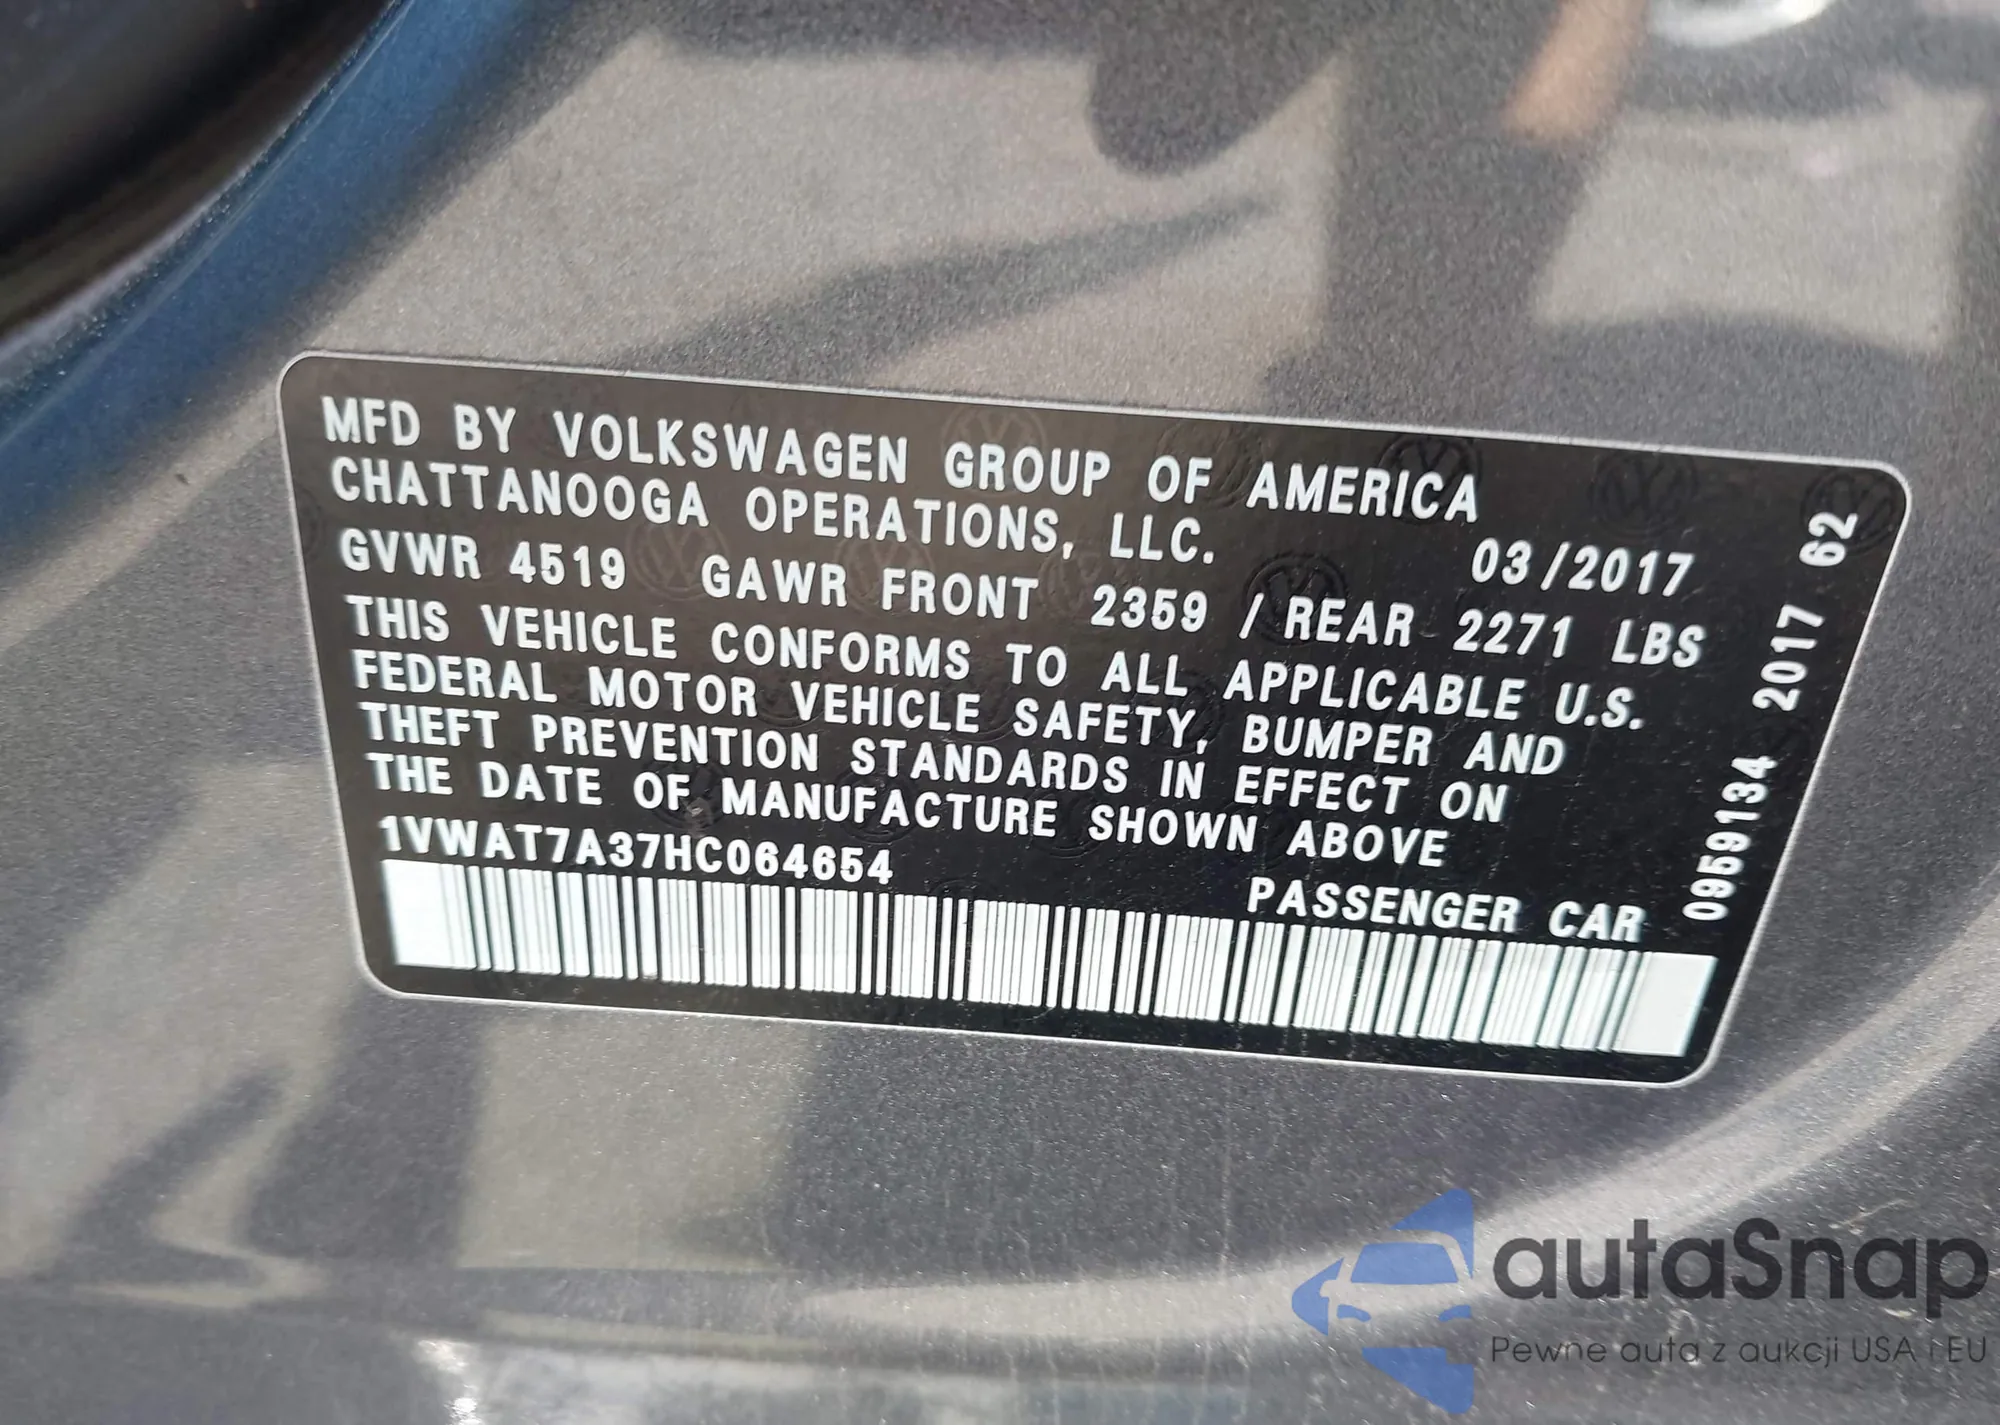 MFD BY VOLKSWAGEN GROUP OF AMERICA
CHATTANOOGA OPERATIONS, LLC.
03/2017
GVWR 4519 GAWR FRONT 2359 / REAR 2271 LBS
THIS VEHICLE CONFORMS TO ALL APPLICABLE U.S.
FEDERAL MOTOR VEHICLE SAFETY, BUMPER AND
THEFT PREVENTION STANDARDS IN EFFECT ON
THE DATE OF MANUFACTURE SHOWN ABOVE
1VWAT7A37HC064654
PASSENGER CAR
0959134 2017 62
autaSnap
Pewne auta z aukcji USA i EU